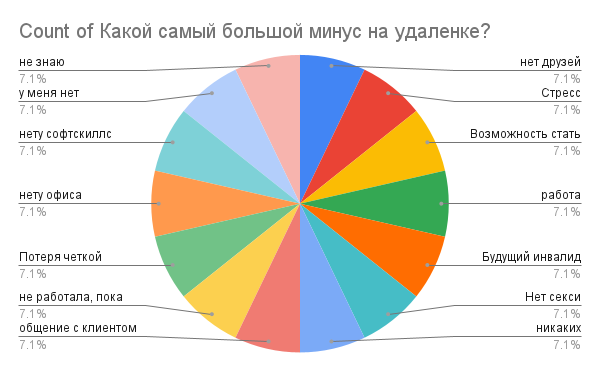 Count of Какой самый большой минус на удаленке?
не знаю
7.1%
у меня нет
7.1%
нету софтскиллс
7.1%
нету офиса
7.1%
Потеря четкой
7.1%
не работала, пока
7.1%
общение с клиентом
7.1%
нет друзей
7.1%
Стресс
7.1%
Возможность стать
7.1%
работа
7.1%
Будущий инвалид
7.1%
Нет секси
7.1%
никаких
7.1%